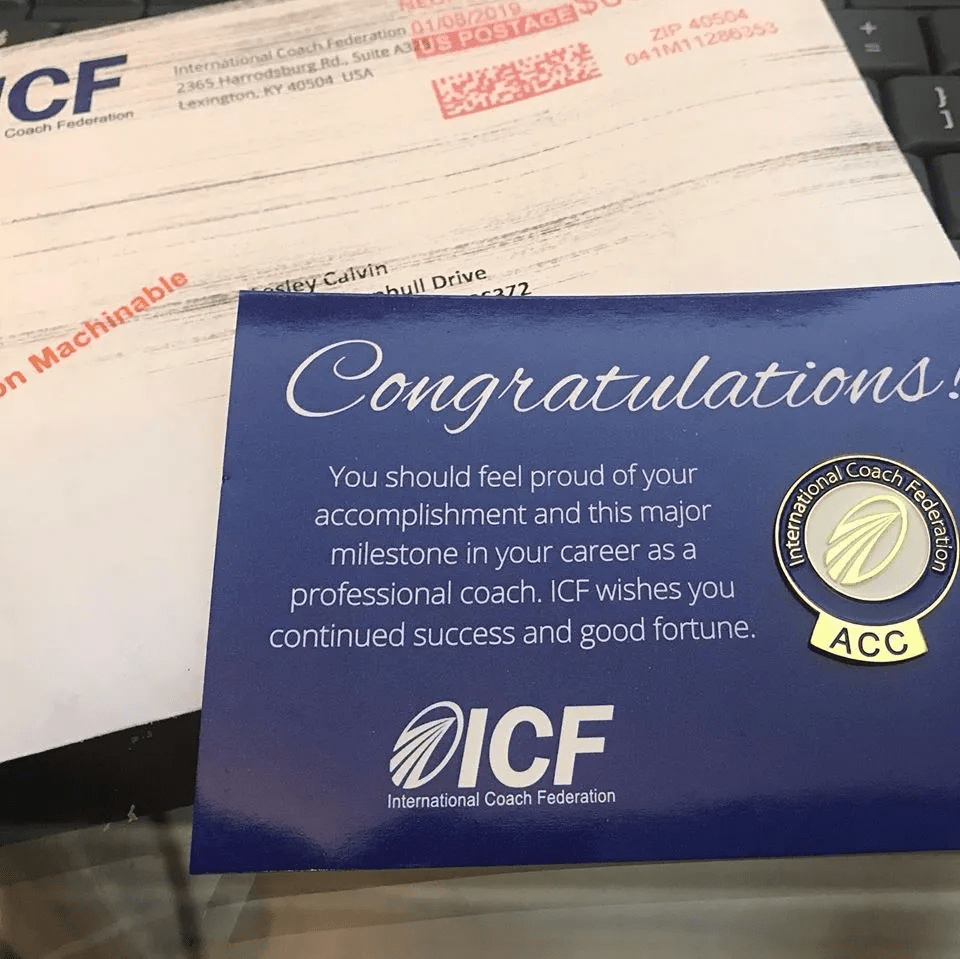 ICF
Coach Federation
International Coach Federation
2365 Harrodsburg Rd., Suite A325
Lexington, KY 40504 USA
01/08/2019
US POSTAGE
ZIP 40504
041M11286353
Machinable
Calvin
Drive
Congratulations!
You should feel proud of your
accomplishment and this major
milestone in your career as a
professional coach. ICF wishes you
continued success and good fortune.
International Coach Federation
ACC
ICF
International Coach Federation